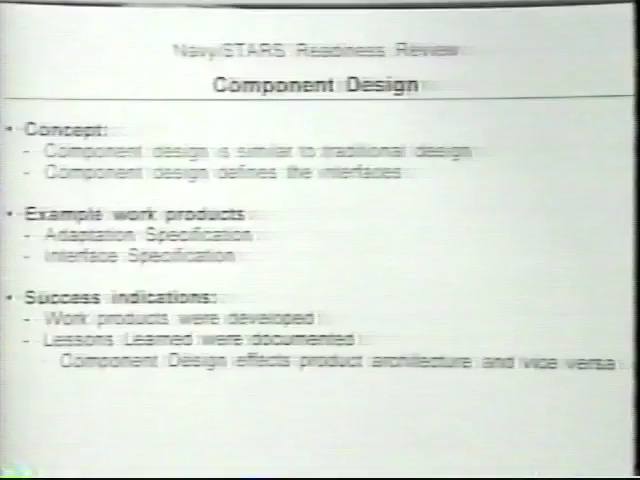 Navy/STARS Readiness Review
Component Design
• Concept:
- Component design is similar to traditional design
- Component design defines the interfaces
• Example work products
- Adaptation Specification
- Interface Specification
• Success indications:
- Work products were developed
- Lessons Learned were documented
Component Design effects product architecture and vice versa